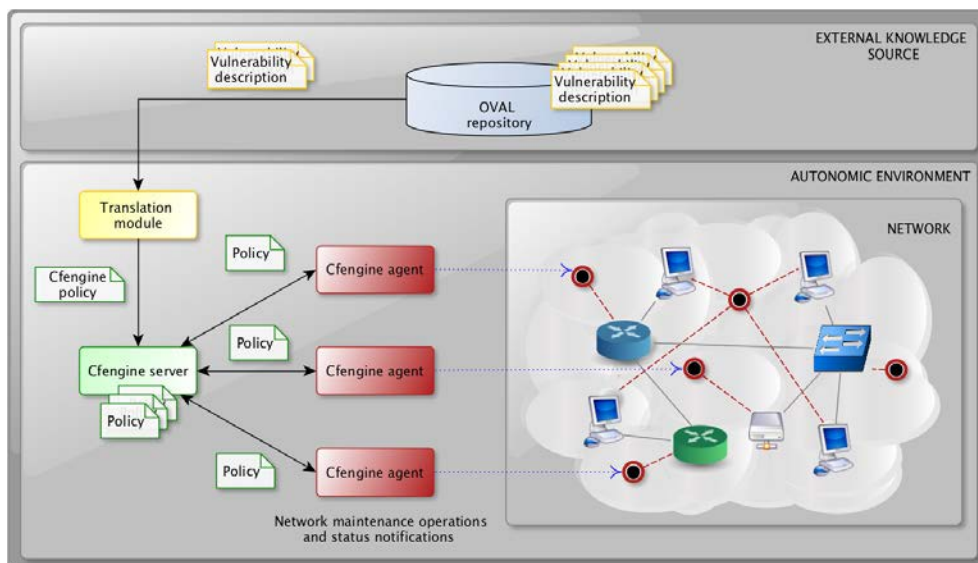 EXTERNAL KNOWLEDGE
SOURCE
Vulnerability
description
Vulnerability
description
OVAL
repository
AUTONOMIC ENVIRONMENT
Translation
module
NETWORK
Policy
Cfengine agent
Cfengine
policy
Policy
Cfengine server
Cfengine agent
Policy
Policy
Cfengine agent
Network maintenance operations
and status notifications